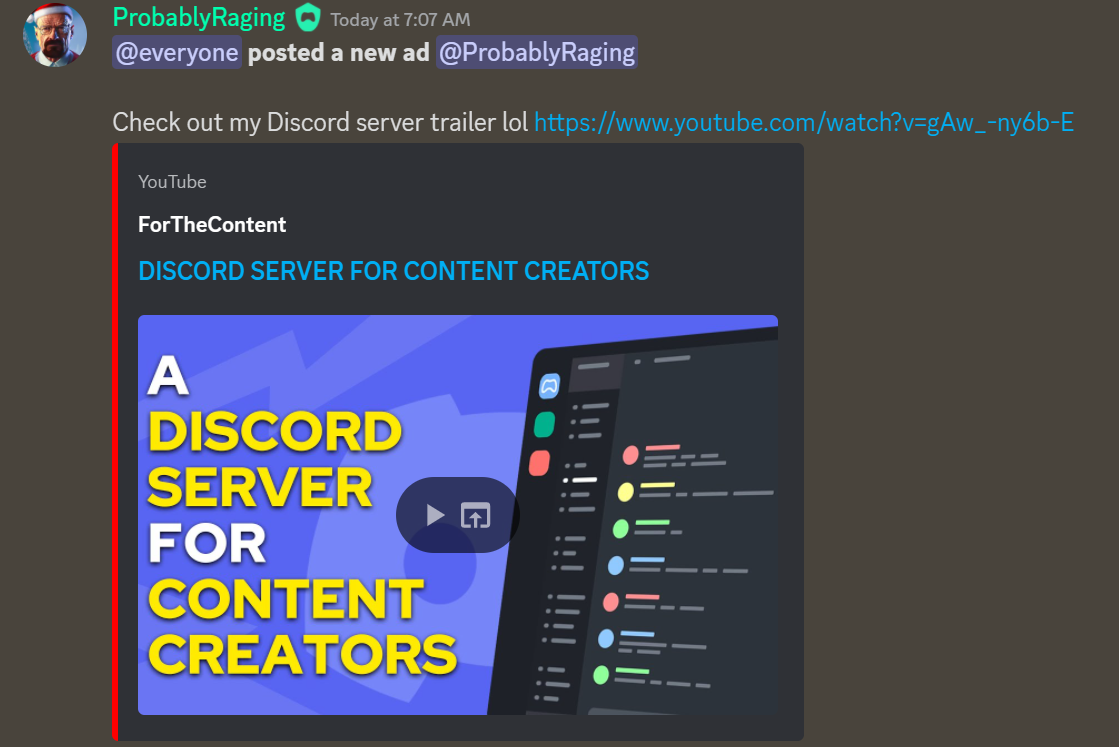 ProbablyRaging Today at 7:07 AM
@everyone posted a new ad @ProbablyRaging
Check out my Discord server trailer lol https://www.youtube.com/watch?v=gAw_-ny6b-E
YouTube
ForTheContent
DISCORD SERVER FOR CONTENT CREATORS
A
DISCORD
SERVER
FOR
CONTENT
CREATORS